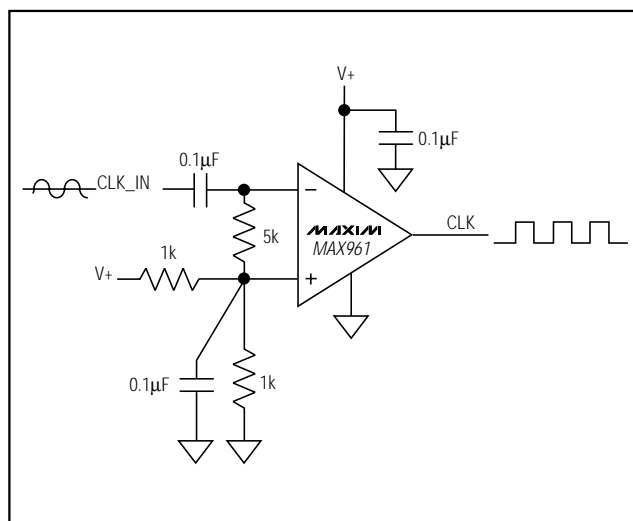 V+
0.1μF
0.1μF
CLK_IN
−
5k
MAXIM
MAX961
CLK
1k
V+
+
0.1μF
1k